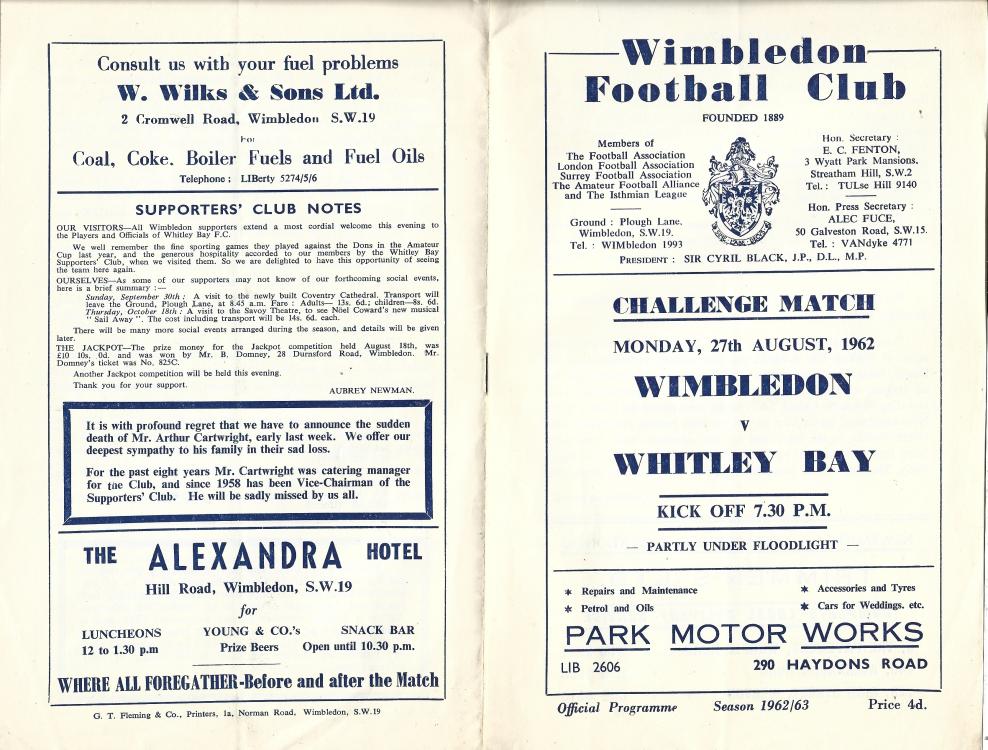 Consult us with your fuel problems
W. Wilks & Sons Ltd.
2 Cromwell Road, Wimbledon S.W.19
For
Coal, Coke. Boiler Fuels and Fuel Oils
Telephone ; LIBerty 5274/5/6
SUPPORTERS' CLUB NOTES
OUR VISITORS—All Wimbledon supporters extend a most cordial welcome this evening to
the Players and Officials of Whitley Bay F.C.
We well remember the fine sporting games they played against the Dons in the Amateur
Cup last year, and the generous hospitality accorded to our members by the Whitley Bay
Supporters' Club, when we visited them. So we are delighted to have this opportunity of seeing
the team here again.
OURSELVES—As some of our supporters may not know of our forthcoming social events,
here is a brief summary :—
Sunday, September 30th : A visit to the newly built Coventry Cathedral. Transport will
leave the Ground, Plough Lane, at 8.45 a.m. Fare : Adults— 13s. 6d.; children—8s. 6d.
Thursday, October 18th : A visit to the Savoy Theatre, to see Nöel Coward's new musical
" Sail Away ". The cost including transport will be 14s. 6d. each.
There will be many more social events arranged during the season, and details will be given
later.
THE JACKPOT—The prize money for the Jackpot competition held August 18th, was
£10 10s. 0d. and was won by Mr. B. Domney, 28 Durnsford Road, Wimbledon. Mr.
Domney's ticket was No. 825C.
Another Jackpot competition will be held this evening.
Thank you for your support.
AUBREY NEWMAN.
It is with profound regret that we have to announce the sudden
death of Mr. Arthur Cartwright, early last week. We offer our
deepest sympathy to his family in their sad loss.
For the past eight years Mr. Cartwright was catering manager
for the Club, and since 1958 has been Vice-Chairman of the
Supporters' Club. He will be sadly missed by us all.
THE ALEXANDRA HOTEL
Hill Road, Wimbledon, S.W.19
for
LUNCHEONS YOUNG & CO.'s SNACK BAR
12 to 1.30 p.m Prize Beers Open until 10.30 p.m.
WHERE ALL FOREGATHER-Before and after the Match
G. T. Fleming & Co., Printers, 1a, Norman Road, Wimbledon, S.W.19
Wimbledon
Football Club
FOUNDED 1889
Members of
The Football Association
London Football Association
Surrey Football Association
The Amateur Football Alliance
and The Isthmian League
Ground : Plough Lane,
Wimbledon, S.W.19.
Tel. : WIMbledon 1993
Hon. Secretary :
E. C. FENTON,
3 Wyatt Park Mansions.
Streatham Hill, S.W.2
Tel. : TULse Hill 9140
Hon. Press Secretary :
ALEC FUCE,
50 Galveston Road, S.W.15.
Tel. : VANdyke 4771
PRESIDENT : SIR CYRIL BLACK, J.P., D.L., M.P.
CHALLENGE MATCH
MONDAY, 27th AUGUST, 1962
WIMBLEDON
v
WHITLEY BAY
KICK OFF 7.30 P.M.
— PARTLY UNDER FLOODLIGHT —
* Repairs and Maintenance * Accessories and Tyres
* Petrol and Oils * Cars for Weddings. etc.
PARK MOTOR WORKS
LIB 2606 290 HAYDONS ROAD
Official Programme Season 1962/63 Price 4d.